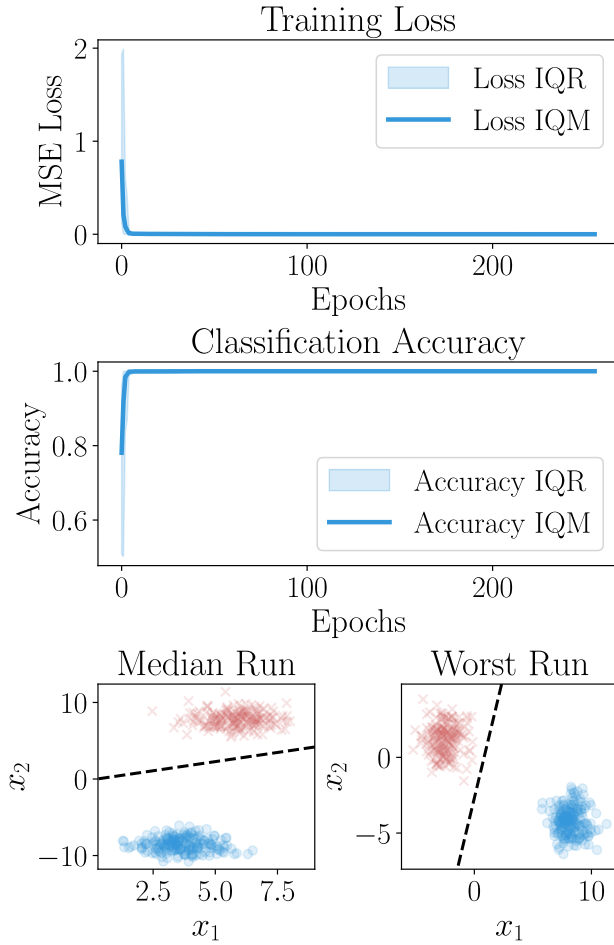 Training Loss
MSE Loss
2
1
0
Loss IQR
Loss IQM
0 100 200
Epochs
Classification Accuracy
Accuracy
1.0
0.8
0.6
Accuracy IQR
Accuracy IQM
0 100 200
Epochs
Median Run
x₂
10
0
−10
2.5 5.0 7.5
x₁
Worst Run
x₂
0
−5
0 10
x₁